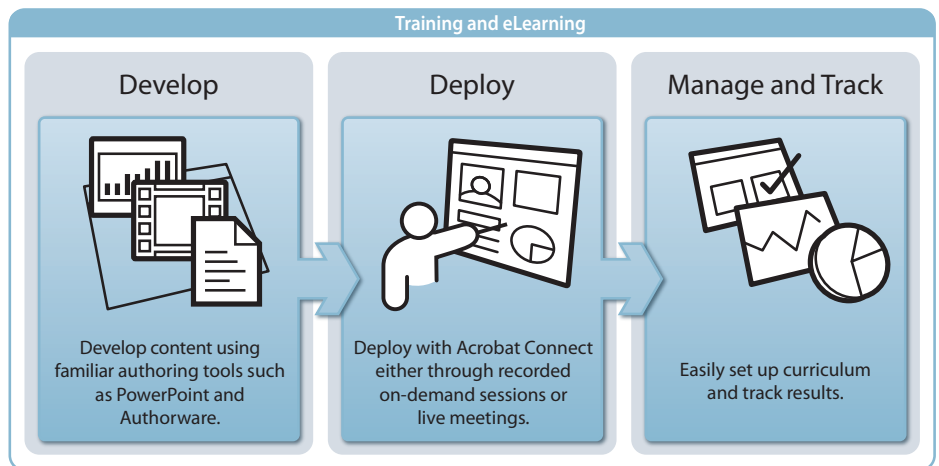 Training and eLearning
Develop
Deploy
Manage and Track
Develop content using
familiar authoring tools such
as PowerPoint and
Authorware.
Deploy with Acrobat Connect
either through recorded
on-demand sessions or
live meetings.
Easily set up curriculum
and track results.